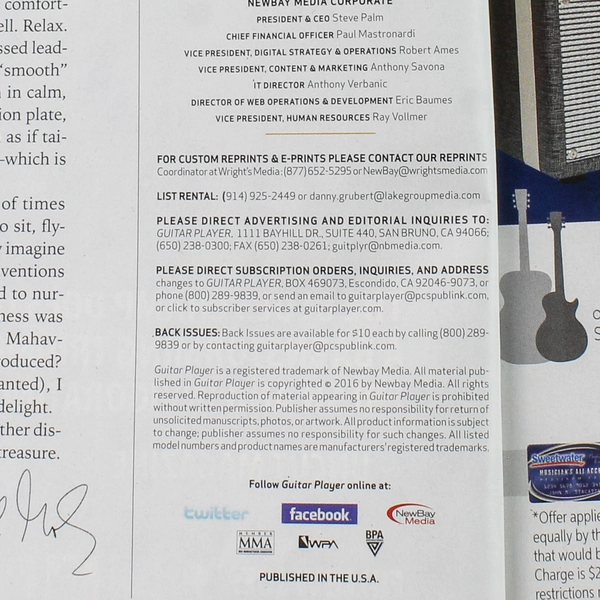 comfort-
ell. Relax.
ssed lead-
"smooth"
in calm,
ion plate,
as if tai-
—which is
of times
o sit, fly-
imagine
ventions
d to nur-
ness was
Mahav-
roduced?
anted), I
delight.
ther dis-
treasure.
NEWBAY MEDIA CORPORATE
PRESIDENT & CEO Steve Palm
CHIEF FINANCIAL OFFICER Paul Mastronardi
VICE PRESIDENT, DIGITAL STRATEGY & OPERATIONS Robert Ames
VICE PRESIDENT, CONTENT & MARKETING Anthony Savona
IT DIRECTOR Anthony Verbanic
DIRECTOR OF WEB OPERATIONS & DEVELOPMENT Eric Baumes
VICE PRESIDENT, HUMAN RESOURCES Ray Vollmer
FOR CUSTOM REPRINTS & E-PRINTS PLEASE CONTACT OUR REPRINTS
Coordinator at Wright's Media: (877) 652-5295 or NewBay@wrightsmedia.com
LIST RENTAL: (914) 925-2449 or danny.grubert@lakegroupmedia.com
PLEASE DIRECT ADVERTISING AND EDITORIAL INQUIRIES TO:
GUITAR PLAYER, 1111 BAYHILL DR., SUITE 440, SAN BRUNO, CA 94066;
(650) 238-0300; FAX (650) 238-0261; guitplyr@nbmedia.com.
PLEASE DIRECT SUBSCRIPTION ORDERS, INQUIRIES, AND ADDRESS
changes to GUITAR PLAYER, BOX 469073, Escondido, CA 92046-9073, or
phone (800) 289-9839, or send an email to guitarplayer@pcspublink.com,
or click to subscriber services at guitarplayer.com.
BACK ISSUES: Back Issues are available for $10 each by calling (800) 289-
9839 or by contacting guitarplayer@pcspublink.com.
Guitar Player is a registered trademark of Newbay Media. All material pub-
lished in Guitar Player is copyrighted © 2016 by Newbay Media. All rights
reserved. Reproduction of material appearing in Guitar Player is prohibited
without written permission. Publisher assumes no responsibility for return of
unsolicited manuscripts, photos, or artwork. All product information is subject
to change; publisher assumes no responsibility for such changes. All listed
model numbers and product names are manufacturers' registered trademarks.
Follow Guitar Player online at:
twitter facebook NewBay Media
MEMBER MMA WPA BPA
PUBLISHED IN THE U.S.A.
Sweetwater
MUSICIAN'S ALL ACCE
*Offer applie
equally by th
that would b
Charge is $2
restrictions